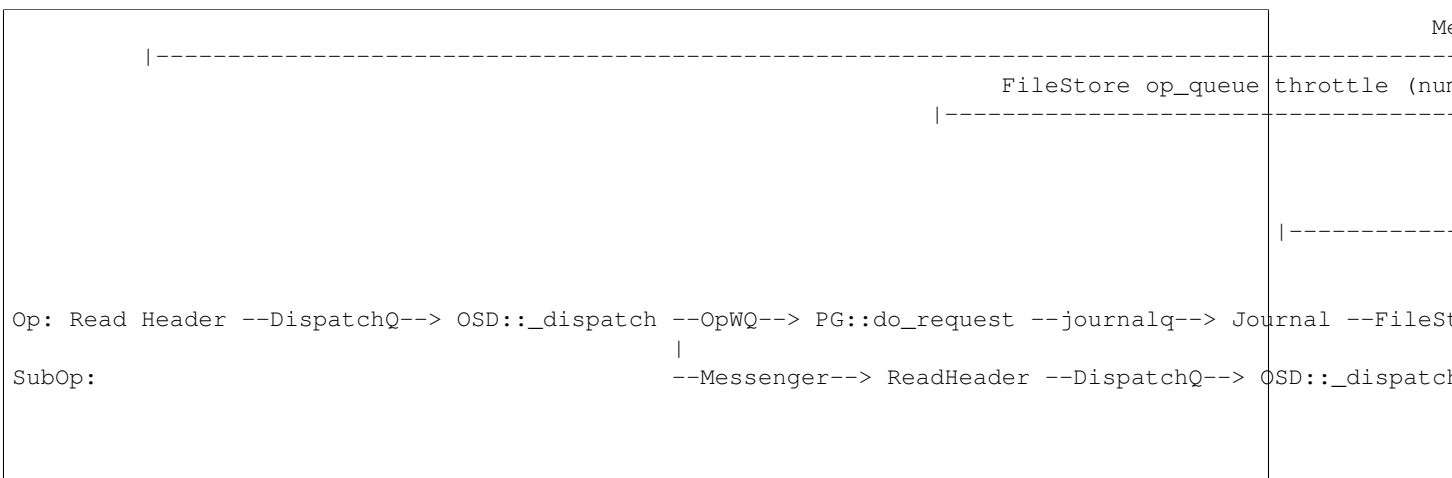 Me
|--------------------------------------------------------------------------------------------
FileStore op_queue throttle (nu
|------------------------------------
|------------
Op: Read Header --DispatchQ--> OSD::_dispatch --OpWQ--> PG::do_request --journalq--> Journal --FileSt
|
SubOp: --Messenger--> ReadHeader --DispatchQ--> OSD::_dispatch